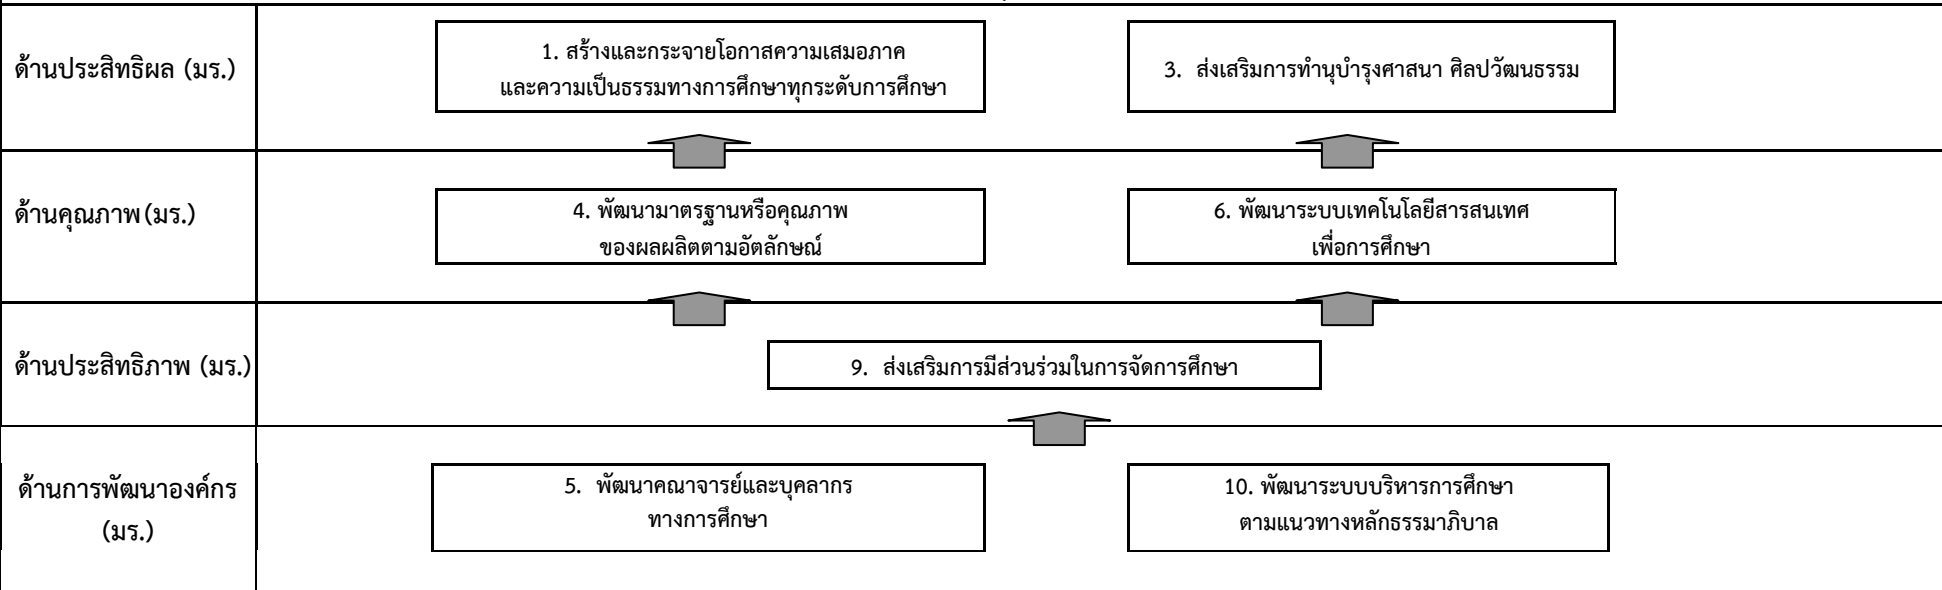 ด้านประสิทธิผล (มร.)
1. สร้างและกระจายโอกาสความเสมอภาค
และความเป็นธรรมทางการศึกษาทุกระดับการศึกษา
3. ส่งเสริมการทำนุบำรุงศาสนา ศิลปวัฒนธรรม
ด้านคุณภาพ (มร.)
4. พัฒนามาตรฐานหรือคุณภาพ
ของผลผลิตตามอัตลักษณ์
6. พัฒนาระบบเทคโนโลยีสารสนเทศ
เพื่อการศึกษา
ด้านประสิทธิภาพ (มร.)
9. ส่งเสริมการมีส่วนร่วมในการจัดการศึกษา
ด้านการพัฒนาองค์กร
(มร.)
5. พัฒนาคณาจารย์และบุคลากร
ทางการศึกษา
10. พัฒนาระบบบริหารการศึกษา
ตามแนวทางหลักธรรมาภิบาล